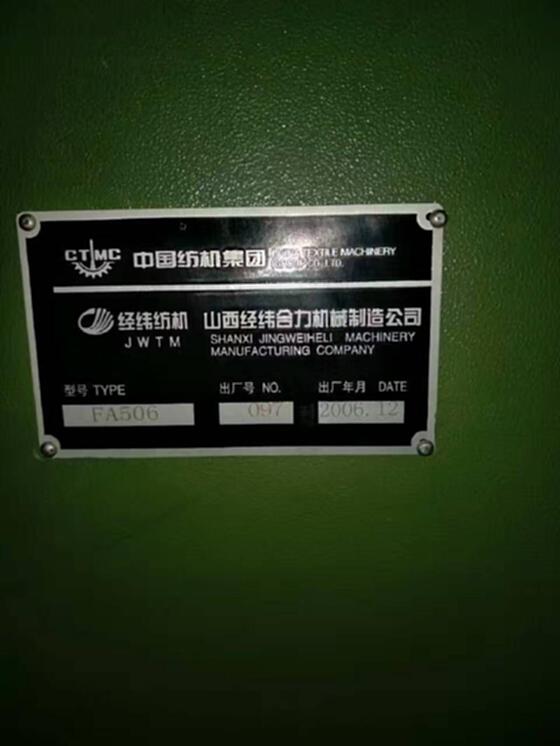 CTMC 中国纺机集团 TEXTILE MACHINERY
CO.,LTD.
经纬纺机 山西经纬合力机械制造公司
JWTM SHANXI JINGWEIHELI MACHINERY
MANUFACTURING COMPANY
型号 TYPE 出厂号 NO. 出厂年月 DATE
FA506 097 2006.12